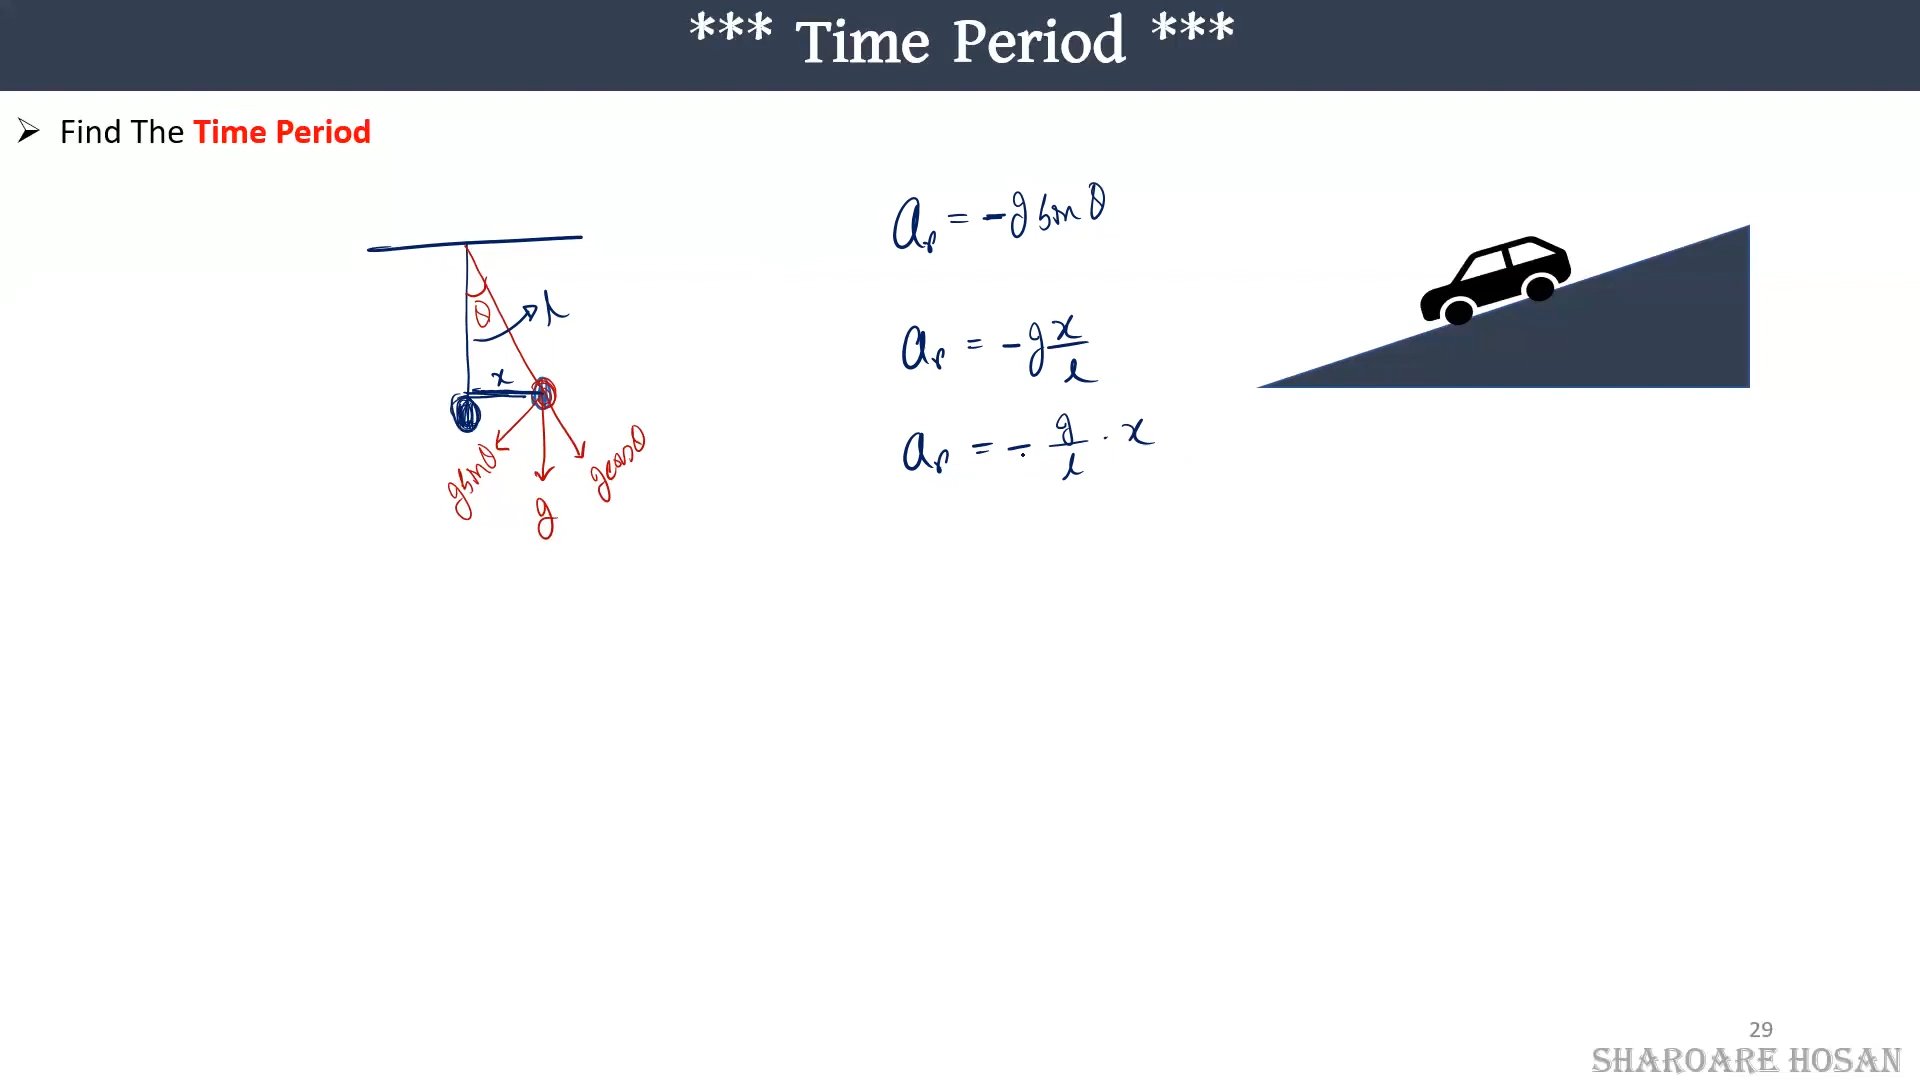 *** Time Period ***
➢ Find The Time Period
θ
l
x
g sinθ
g
g cosθ
a_r = -g sin θ
a_r = -g x/l
a_r = - g/l · x
29
SHAROARE HOSAN